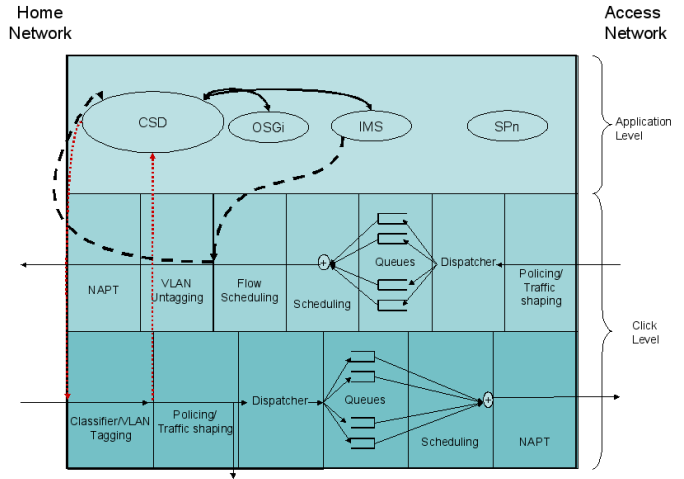 Home
Network
Access
Network
CSD
OSGi
IMS
SPn
Application
Level
NAPT
VLAN
Untagging
Flow
Scheduling
Scheduling
Queues
Dispatcher
Policing/
Traffic
shaping
Click
Level
Classifier/VLAN
Tagging
Policing/
Traffic shaping
Dispatcher
Queues
Scheduling
NAPT